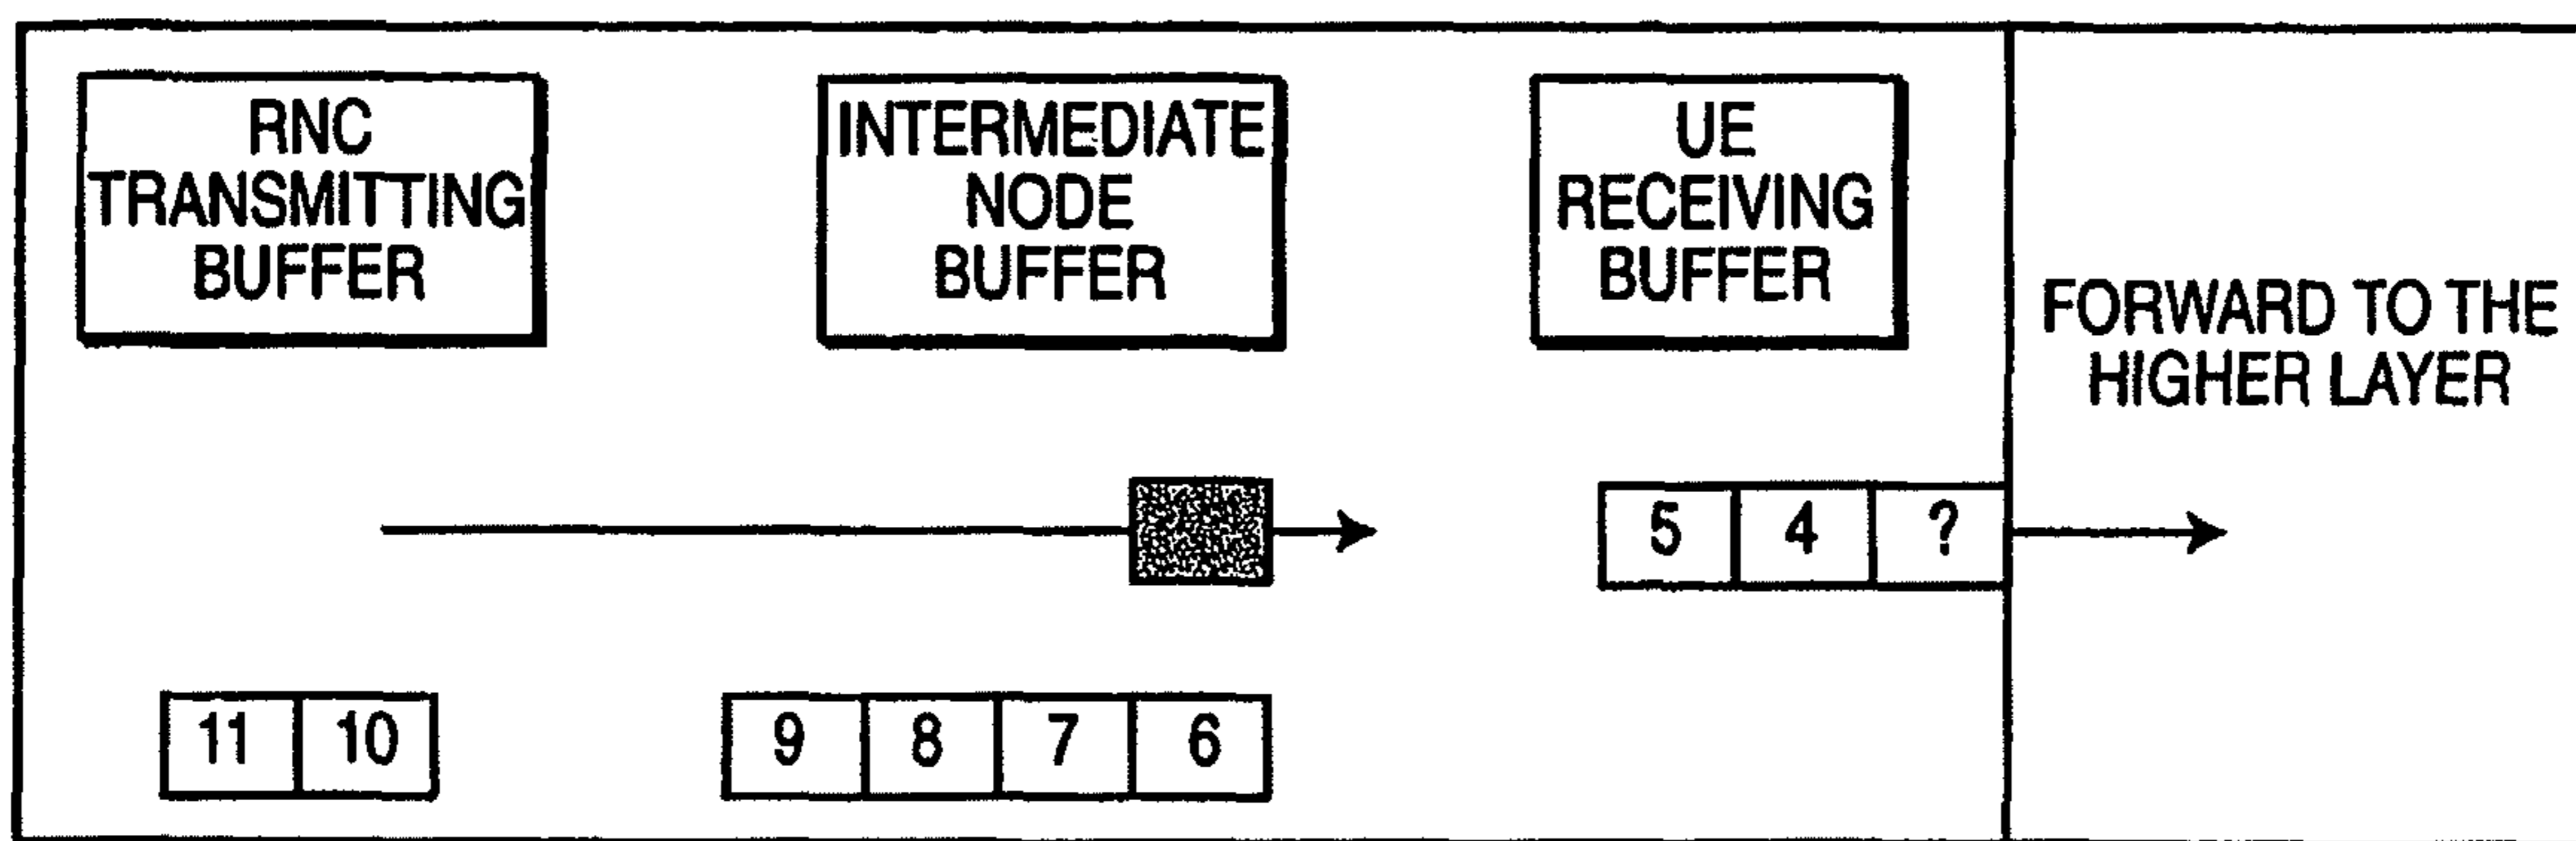 RNC
TRANSMITTING
BUFFER
INTERMEDIATE
NODE
BUFFER
UE
RECEIVING
BUFFER
FORWARD TO THE
HIGHER LAYER
5 4 ?
11 10
9 8 7 6